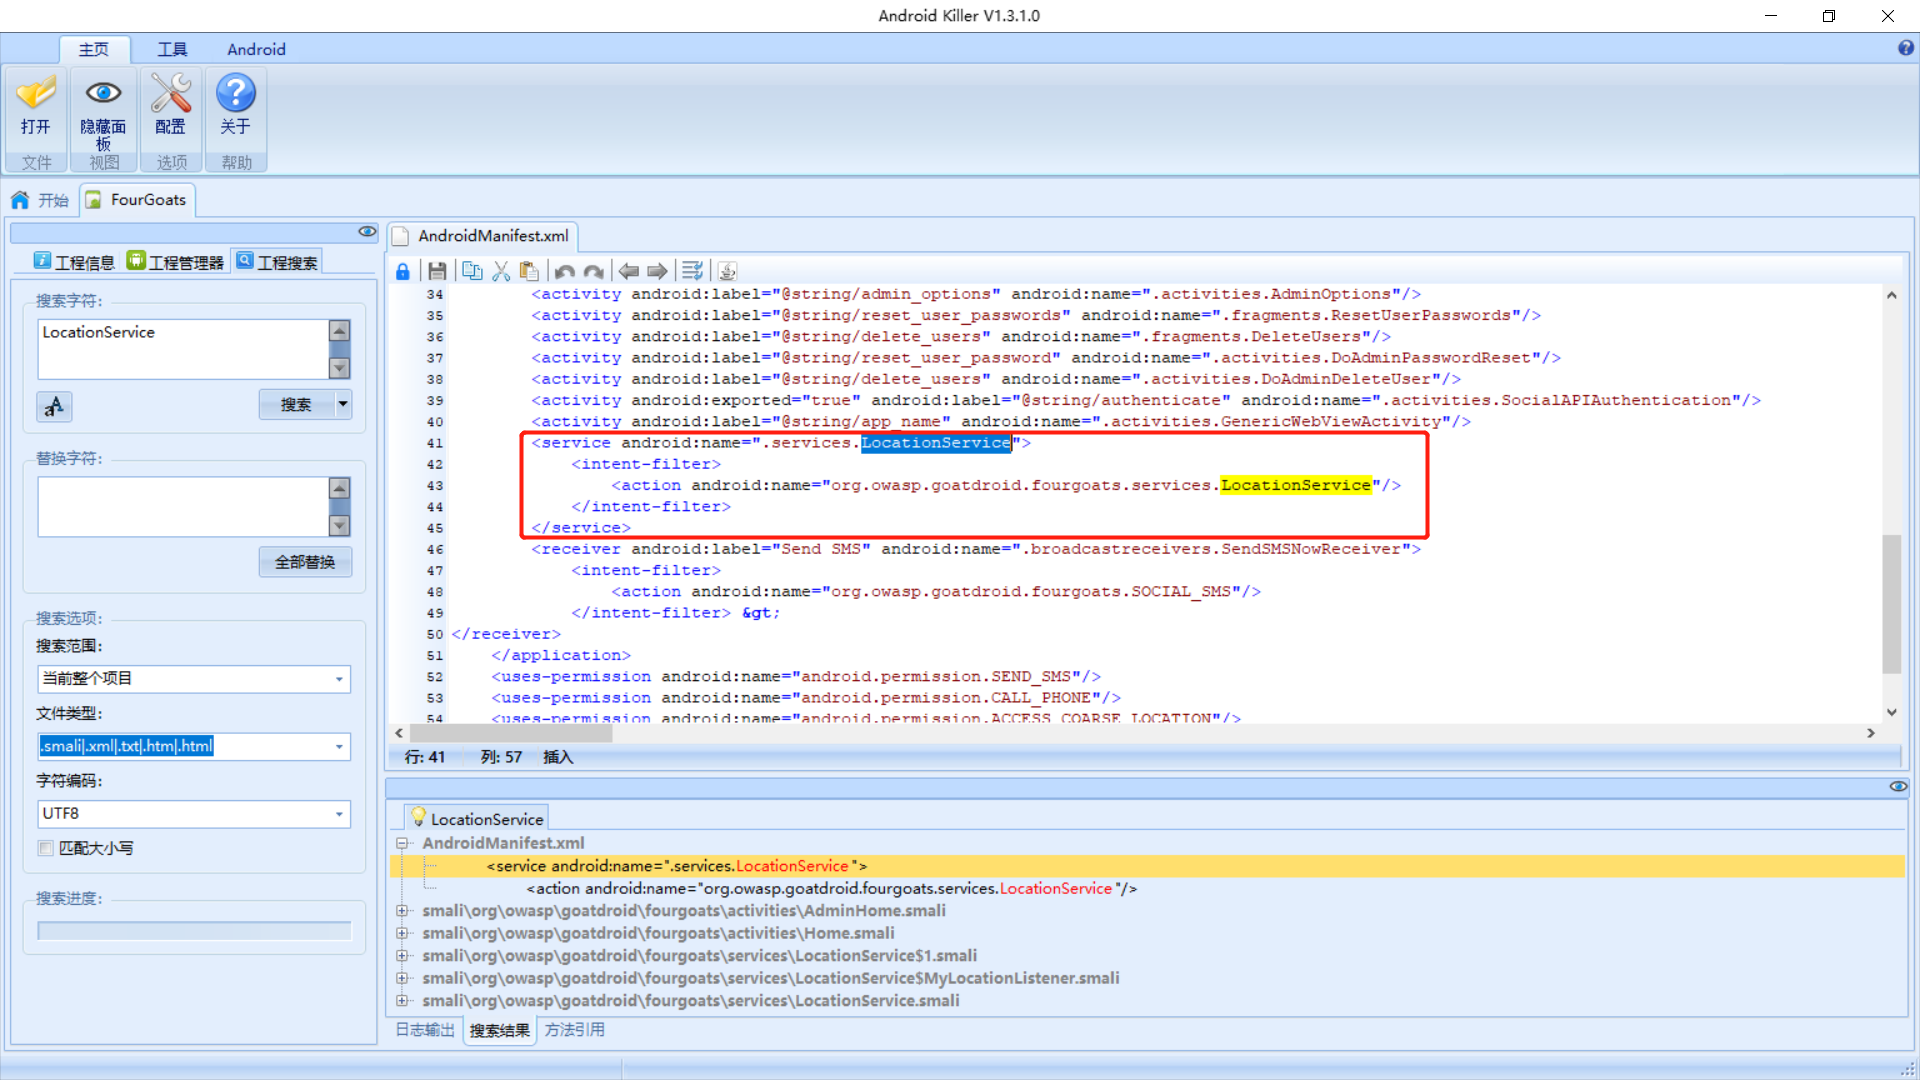 Android Killer V1.3.1.0
主页 工具 Android
打开
隐藏面板
配置
关于
文件 视图 选项 帮助
开始 FourGoats
工程信息 工程管理器 工程搜索
搜索字符:
LocationService
搜索
替换字符:
全部替换
搜索选项:
搜索范围:
当前整个项目
文件类型:
.smali|.xml|.txt|.htm|.html
字符编码:
UTF8
匹配大小写
搜索进度:
AndroidManifest.xml
34 <activity android:label="@string/admin_options" android:name=".activities.AdminOptions"/>
35 <activity android:label="@string/reset_user_passwords" android:name=".fragments.ResetUserPasswords"/>
36 <activity android:label="@string/delete_users" android:name=".fragments.DeleteUsers"/>
37 <activity android:label="@string/reset_user_password" android:name=".activities.DoAdminPasswordReset"/>
38 <activity android:label="@string/delete_users" android:name=".activities.DoAdminDeleteUser"/>
39 <activity android:exported="true" android:label="@string/authenticate" android:name=".activities.SocialAPIAuthentication"/>
40 <activity android:label="@string/app_name" android:name=".activities.GenericWebViewActivity"/>
41 <service android:name=".services.LocationService">
42 <intent-filter>
43 <action android:name="org.owasp.goatdroid.fourgoats.services.LocationService"/>
44 </intent-filter>
45 </service>
46 <receiver android:label="Send SMS" android:name=".broadcastreceivers.SendSMSNowReceiver">
47 <intent-filter>
48 <action android:name="org.owasp.goatdroid.fourgoats.SOCIAL_SMS"/>
49 </intent-filter> &gt;
50 </receiver>
51 </application>
52 <uses-permission android:name="android.permission.SEND_SMS"/>
53 <uses-permission android:name="android.permission.CALL_PHONE"/>
54 <uses-permission android:name="android.permission.ACCESS_COARSE_LOCATION"/>
行: 41 列: 57 插入
LocationService
AndroidManifest.xml
<service android:name=".services.LocationService">
<action android:name="org.owasp.goatdroid.fourgoats.services.LocationService"/>
smali\org\owasp\goatdroid\fourgoats\activities\AdminHome.smali
smali\org\owasp\goatdroid\fourgoats\activities\Home.smali
smali\org\owasp\goatdroid\fourgoats\services\LocationService$1.smali
smali\org\owasp\goatdroid\fourgoats\services\LocationService$MyLocationListener.smali
smali\org\owasp\goatdroid\fourgoats\services\LocationService.smali
日志输出 搜索结果 方法引用